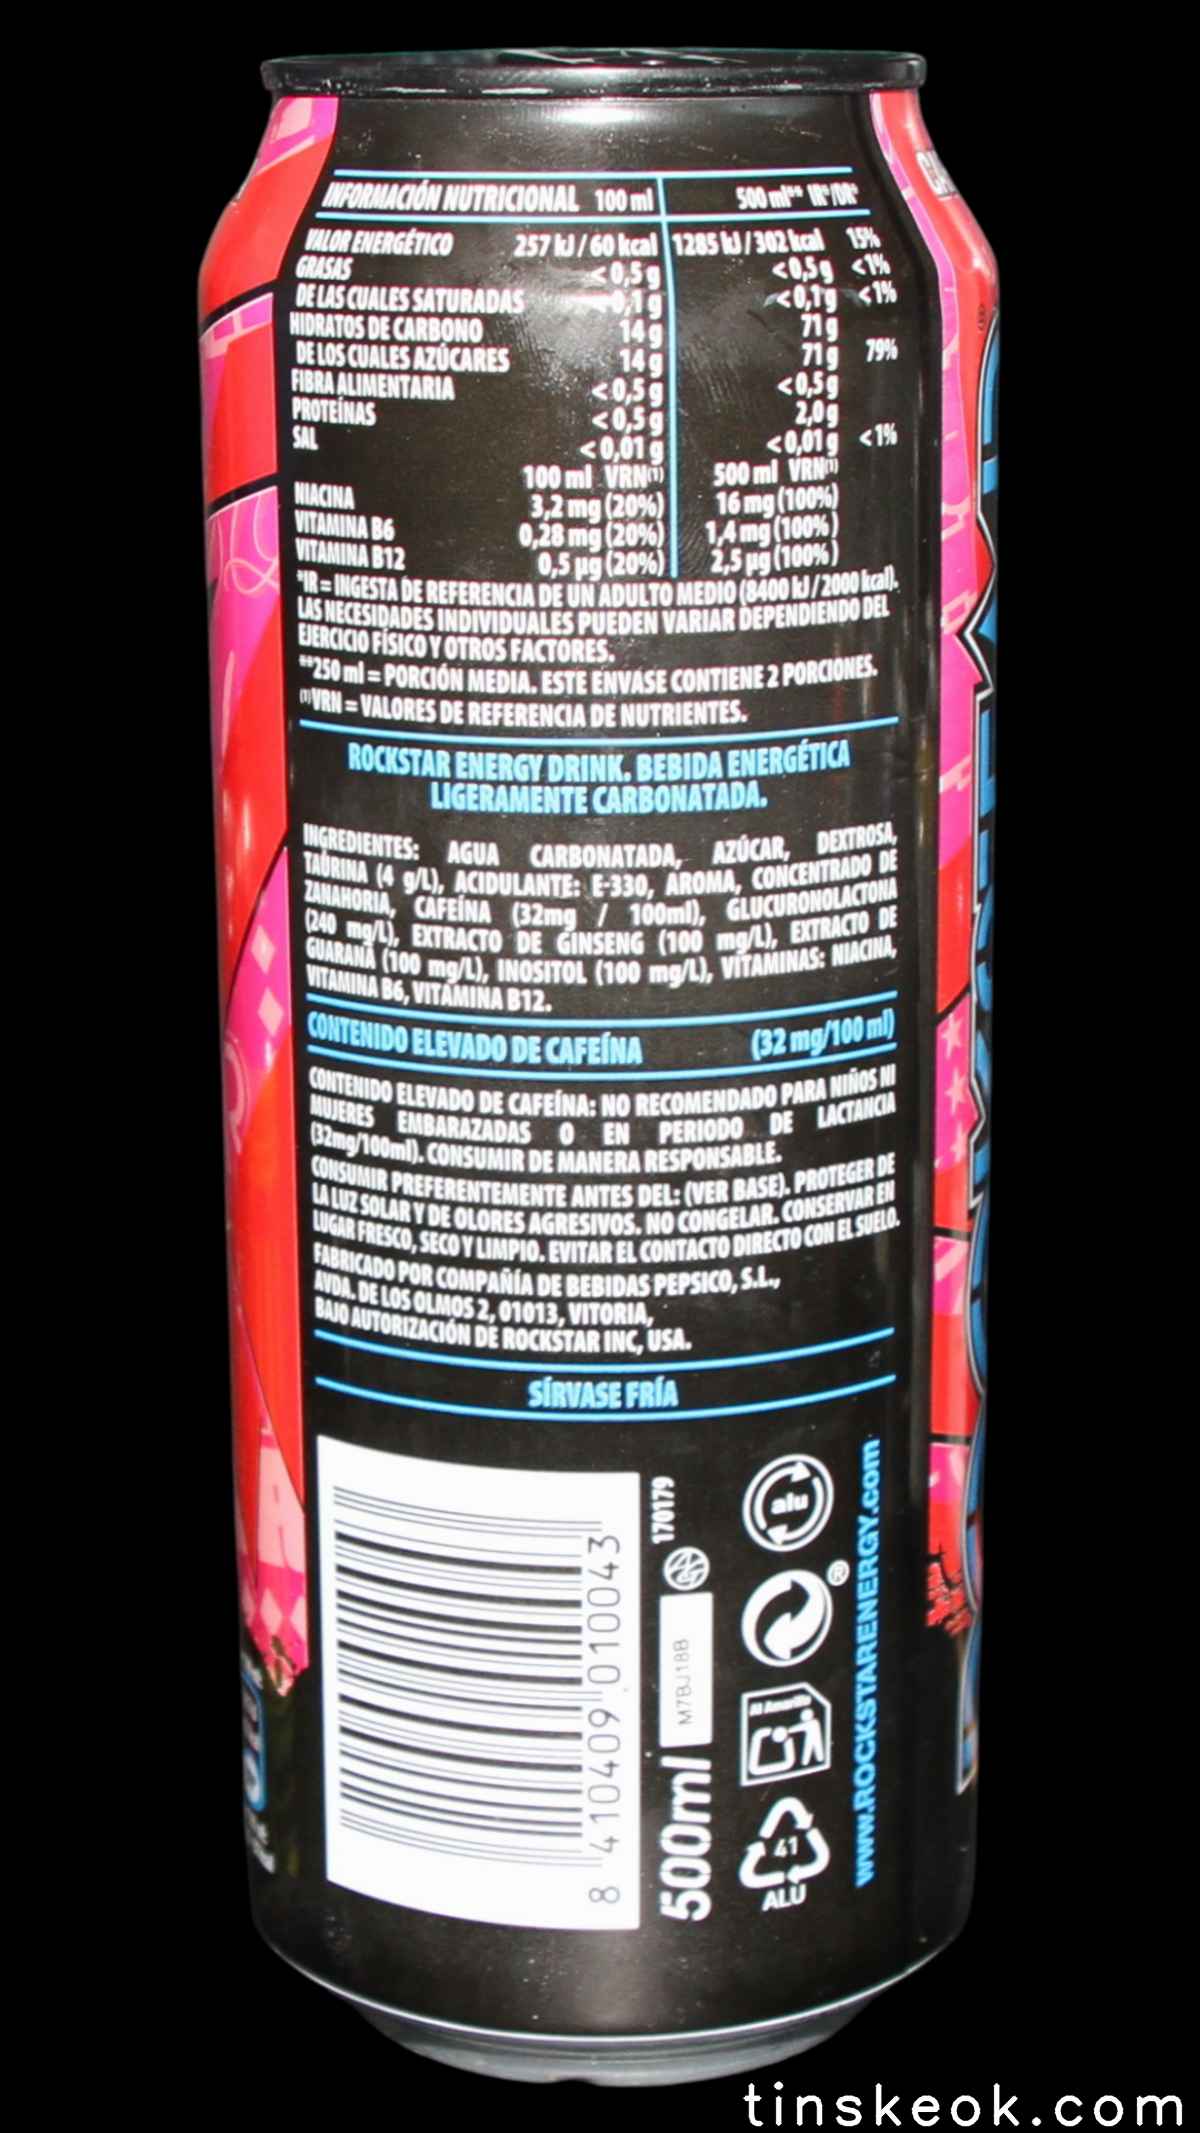 INFORMACIÓN NUTRICIONAL 100 ml 500 ml** IR*/DR*
VALOR ENERGÉTICO 257 kJ / 60 kcal 1285 kJ / 302 kcal 15%
GRASAS <0,5 g <0,5 g <1%
DE LAS CUALES SATURADAS <0,1 g <0,1 g <1%
HIDRATOS DE CARBONO 14 g 71 g
DE LOS CUALES AZÚCARES 14 g 71 g 79%
FIBRA ALIMENTARIA <0,5 g <0,5 g
PROTEÍNAS <0,5 g 2,0 g
SAL <0,01 g <0,01 g <1%
100 ml VRN(1) 500 ml VRN(1)
NIACINA 3,2 mg (20%) 16 mg (100%)
VITAMINA B6 0,28 mg (20%) 1,4 mg (100%)
VITAMINA B12 0,5 µg (20%) 2,5 µg (100%)
*IR = INGESTA DE REFERENCIA DE UN ADULTO MEDIO (8400 kJ / 2000 kcal).
LAS NECESIDADES INDIVIDUALES PUEDEN VARIAR DEPENDIENDO DEL
EJERCICIO FÍSICO Y OTROS FACTORES.
**250 ml = PORCIÓN MEDIA. ESTE ENVASE CONTIENE 2 PORCIONES.
(1)VRN = VALORES DE REFERENCIA DE NUTRIENTES.
ROCKSTAR ENERGY DRINK. BEBIDA ENERGÉTICA
LIGERAMENTE CARBONATADA.
INGREDIENTES: AGUA CARBONATADA, AZÚCAR, DEXTROSA,
TAURINA (4 g/L), ACIDULANTE: E-330, AROMA, CONCENTRADO DE
ZANAHORIA, CAFEÍNA (32mg / 100ml), GLUCURONOLACTONA
(240 mg/L), EXTRACTO DE GINSENG (100 mg/L), EXTRACTO DE
GUARANÁ (100 mg/L), INOSITOL (100 mg/L), VITAMINAS: NIACINA,
VITAMINA B6, VITAMINA B12.
CONTENIDO ELEVADO DE CAFEÍNA (32 mg/100 ml)
CONTENIDO ELEVADO DE CAFEÍNA: NO RECOMENDADO PARA NIÑOS NI
MUJERES EMBARAZADAS O EN PERIODO DE LACTANCIA
(32mg/100ml). CONSUMIR DE MANERA RESPONSABLE.
CONSUMIR PREFERENTEMENTE ANTES DEL: (VER BASE). PROTEGER DE
LA LUZ SOLAR Y DE OLORES AGRESIVOS. NO CONGELAR. CONSERVAR EN
LUGAR FRESCO, SECO Y LIMPIO. EVITAR EL CONTACTO DIRECTO CON EL SUELO.
FABRICADO POR COMPAÑÍA DE BEBIDAS PEPSICO, S.L.,
AVDA. DE LOS OLMOS 2, 01013, VITORIA,
BAJO AUTORIZACIÓN DE ROCKSTAR INC, USA.
SÍRVASE FRÍA
8 410409 010043
500ml
M7BJ18B
170179
alu
®
Al Amarillo
41
ALU
www.ROCKSTARENERGY.com
tinskeok.com